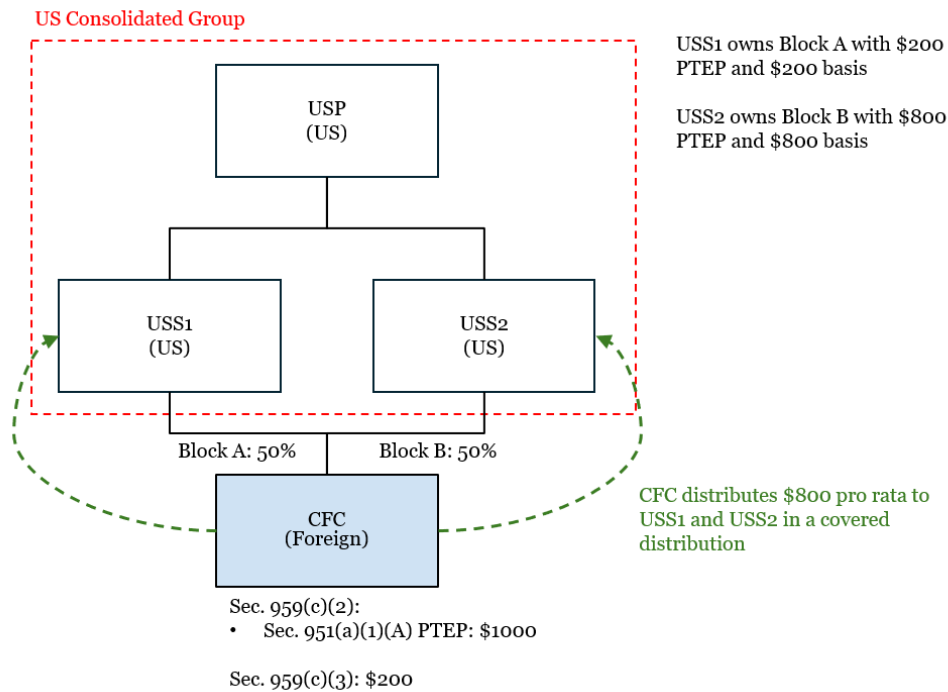 US Consolidated Group
USS1 owns Block A with $200
PTEP and $200 basis
USP
(US)
USS2 owns Block B with $800
PTEP and $800 basis
USS1
(US)
USS2
(US)
Block A: 50%
Block B: 50%
CFC
(Foreign)
CFC distributes $800 pro rata to
USS1 and USS2 in a covered
distribution
Sec. 959(c)(2):
• Sec. 951(a)(1)(A) PTEP: $1000
Sec. 959(c)(3): $200